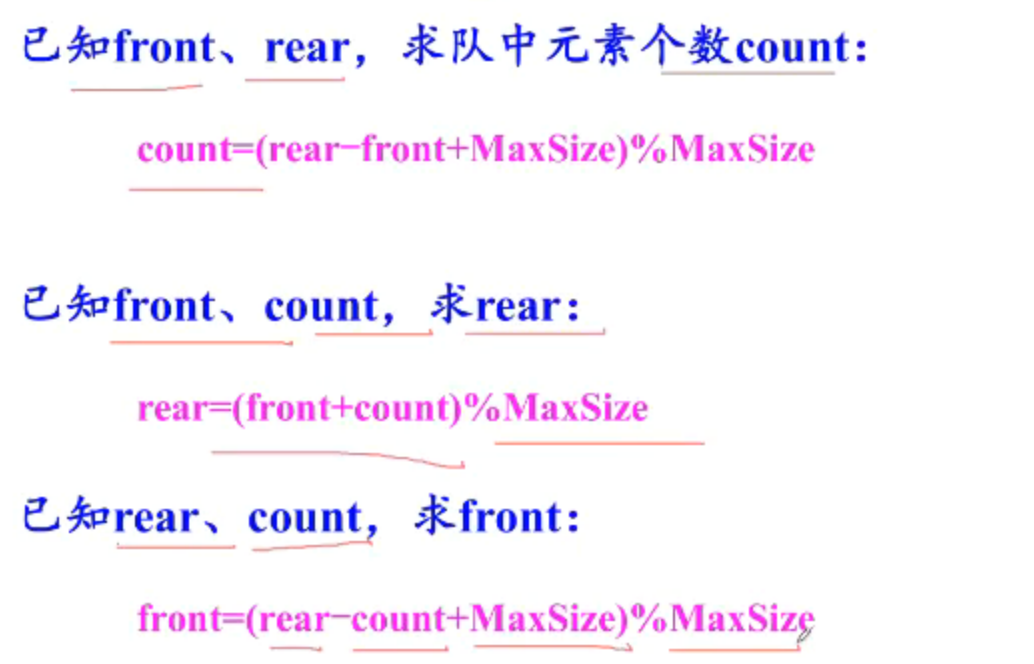 已知front、rear，求队中元素个数count：
count=(rear−front+MaxSize)%MaxSize
已知front、count，求rear：
rear=(front+count)%MaxSize
已知rear、count，求front：
front=(rear−count+MaxSize)%MaxSize